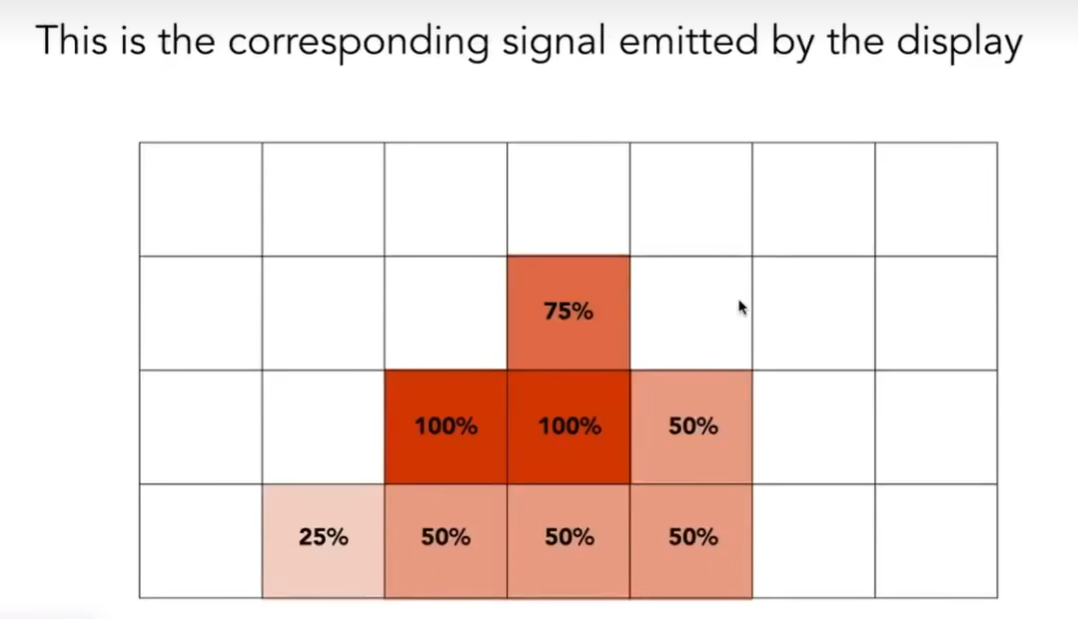 This is the corresponding signal emitted by the display
75%
100% 100% 50%
25% 50% 50% 50%